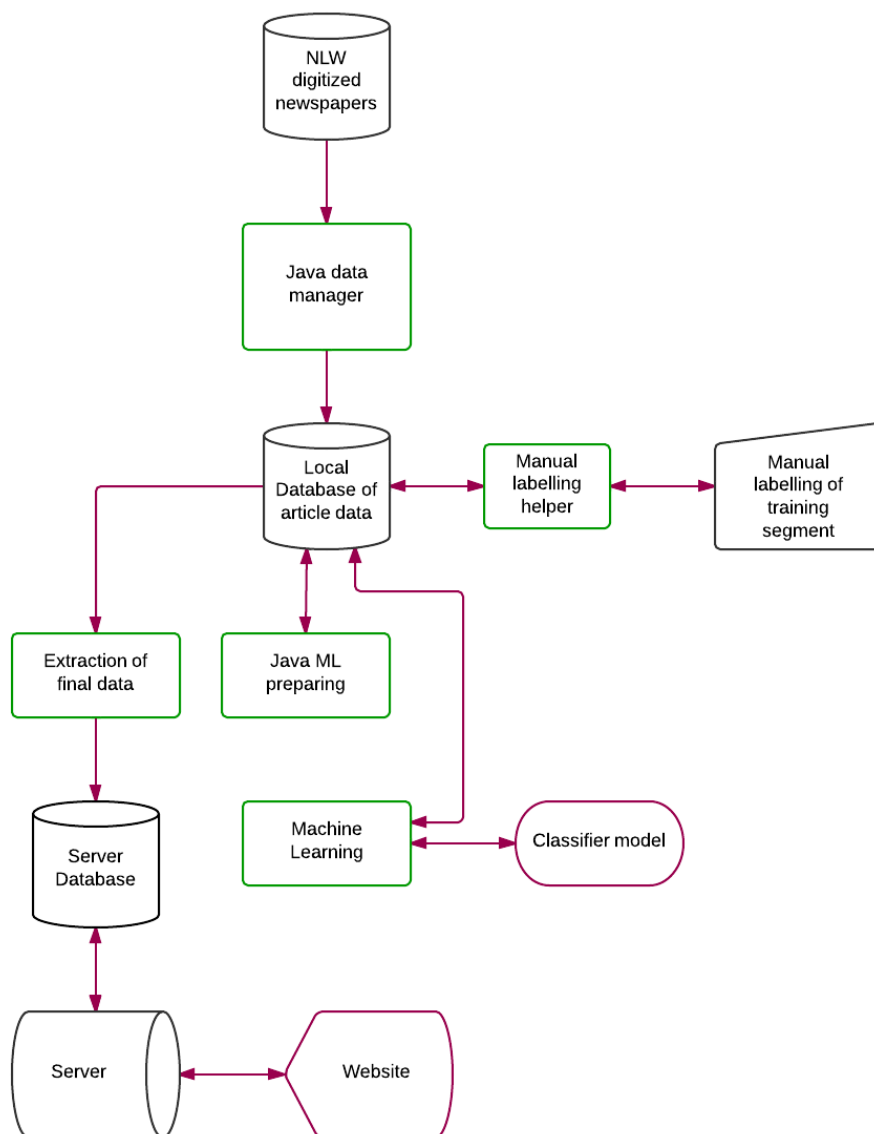 NLW
digitized
newspapers
Java data
manager
Local
Database of
article data
Manual
labelling
helper
Manual
labelling of
training
segment
Extraction of
final data
Java ML
preparing
Machine
Learning
Classifier model
Server
Database
Server
Website